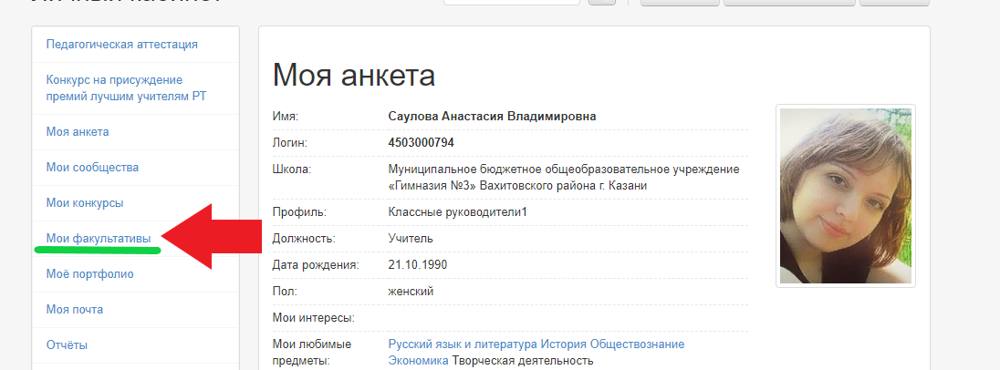 Личный кабинет
Педагогическая аттестация
Конкурс на присуждение
премий лучшим учителям РТ
Моя анкета
Мои сообщества
Мои конкурсы
Мои факультативы
Моё портфолио
Моя почта
Отчёты
Моя анкета
Имя: Саулова Анастасия Владимировна
Логин: 4503000794
Школа: Муниципальное бюджетное общеобразовательное учреждение
«Гимназия №3» Вахитовского района г. Казани
Профиль: Классные руководители1
Должность: Учитель
Дата рождения: 21.10.1990
Пол: женский
Мои интересы:
Мои любимые Русский язык и литература История Обществознание
предметы: Экономика Творческая деятельность